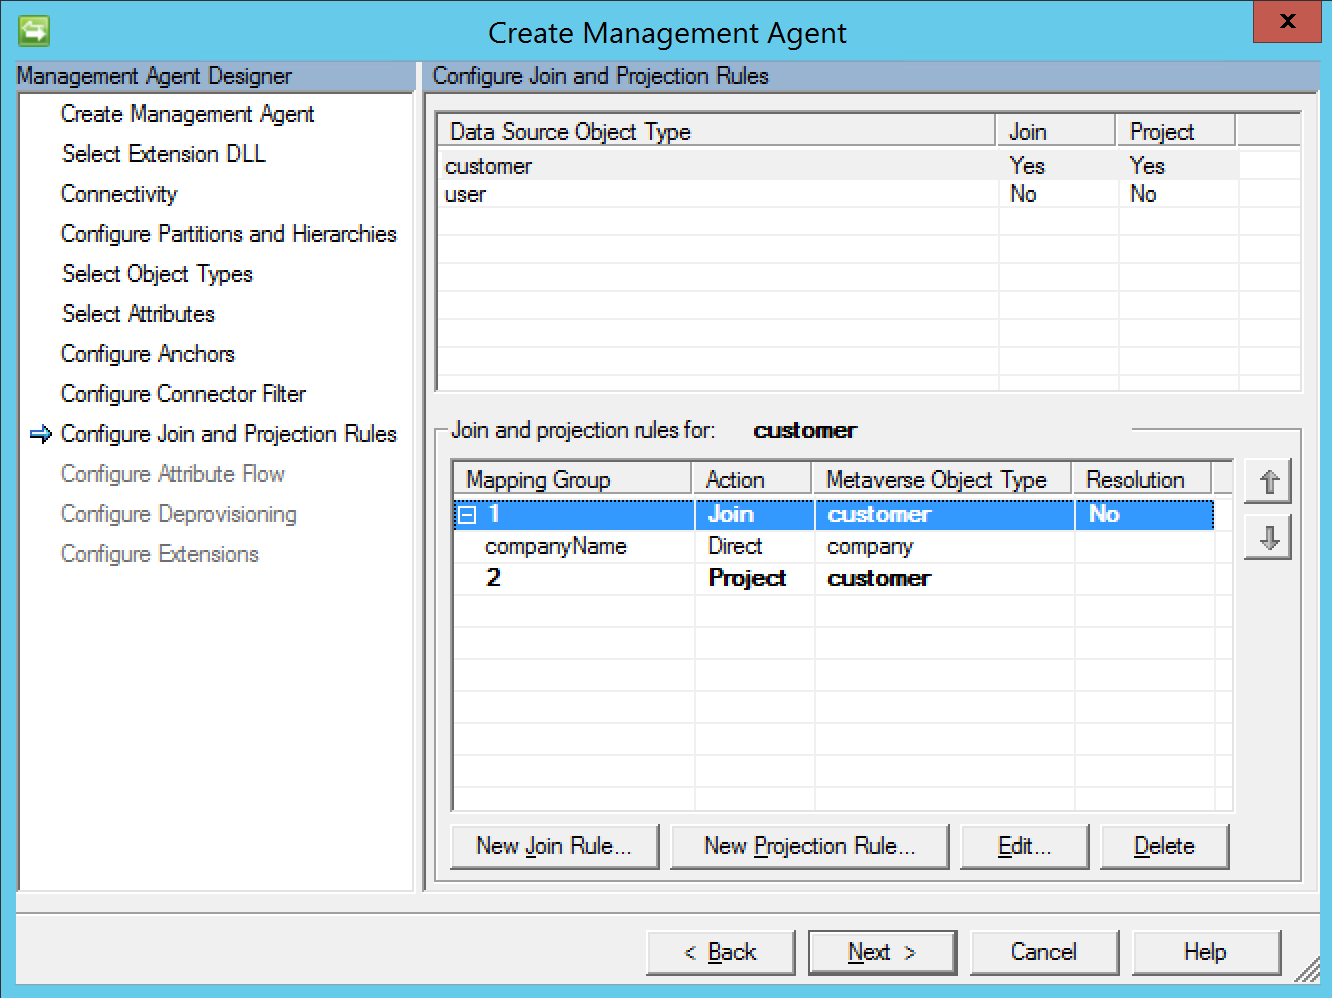 Create Management Agent
x
Management Agent Designer
Create Management Agent
Select Extension DLL
Connectivity
Configure Partitions and Hierarchies
Select Object Types
Select Attributes
Configure Anchors
Configure Connector Filter
Configure Join and Projection Rules
Configure Attribute Flow
Configure Deprovisioning
Configure Extensions
Configure Join and Projection Rules
Data Source Object Type Join Project
customer Yes Yes
user No No
Join and projection rules for: customer
Mapping Group Action Metaverse Object Type Resolution
1 Join customer No
companyName Direct company
2 Project customer
New Join Rule... New Projection Rule... Edit... Delete
< Back Next > Cancel Help